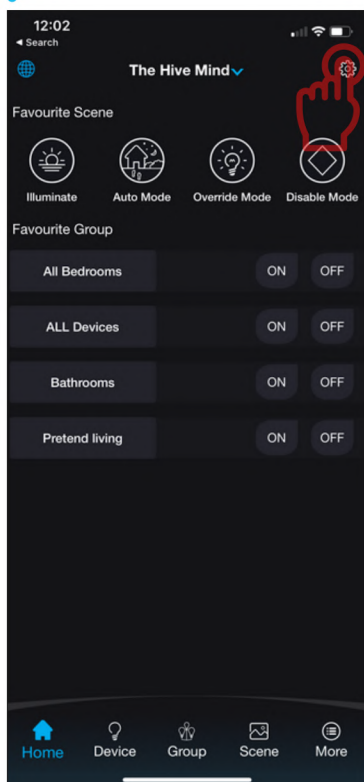 12:02
◀ Search
The Hive Mind
Favourite Scene
Illuminate Auto Mode Override Mode Disable Mode
Favourite Group
All Bedrooms ON OFF
ALL Devices ON OFF
Bathrooms ON OFF
Pretend living ON OFF
Home Device Group Scene More